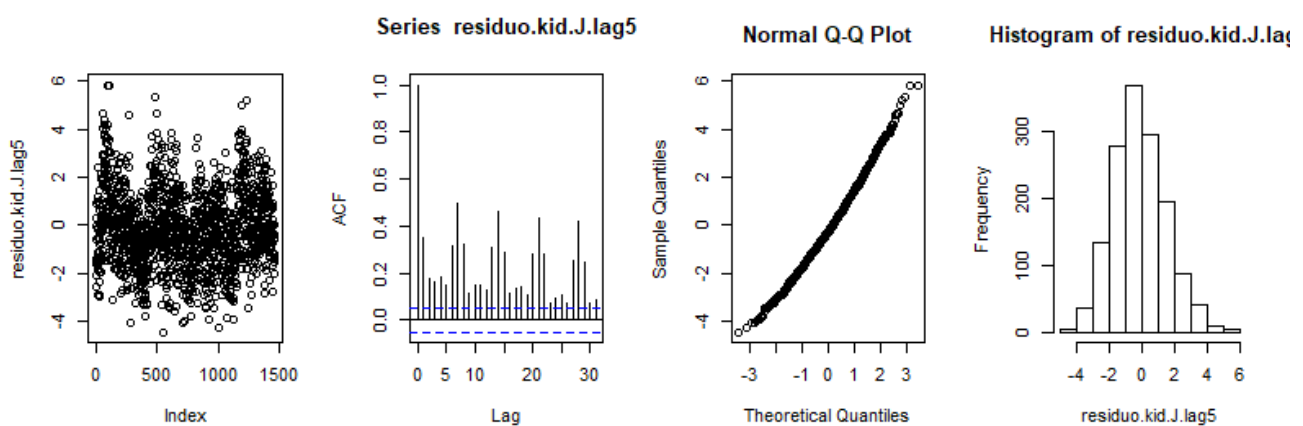 Series residuo.kid.J.lag5
Normal Q-Q Plot
Histogram of residuo.kid.J.lag
residuo.kid.J.lag5
6
4
2
0
-2
-4
0 500 1000 1500
Index
ACF
1.0
0.8
0.6
0.4
0.2
0.0
0 5 10 20 30
Lag
Sample Quantiles
6
4
2
0
-2
-4
-3 -1 0 1 2 3
Theoretical Quantiles
Frequency
300
200
100
0
-4 -2 0 2 4 6
residuo.kid.J.lag5